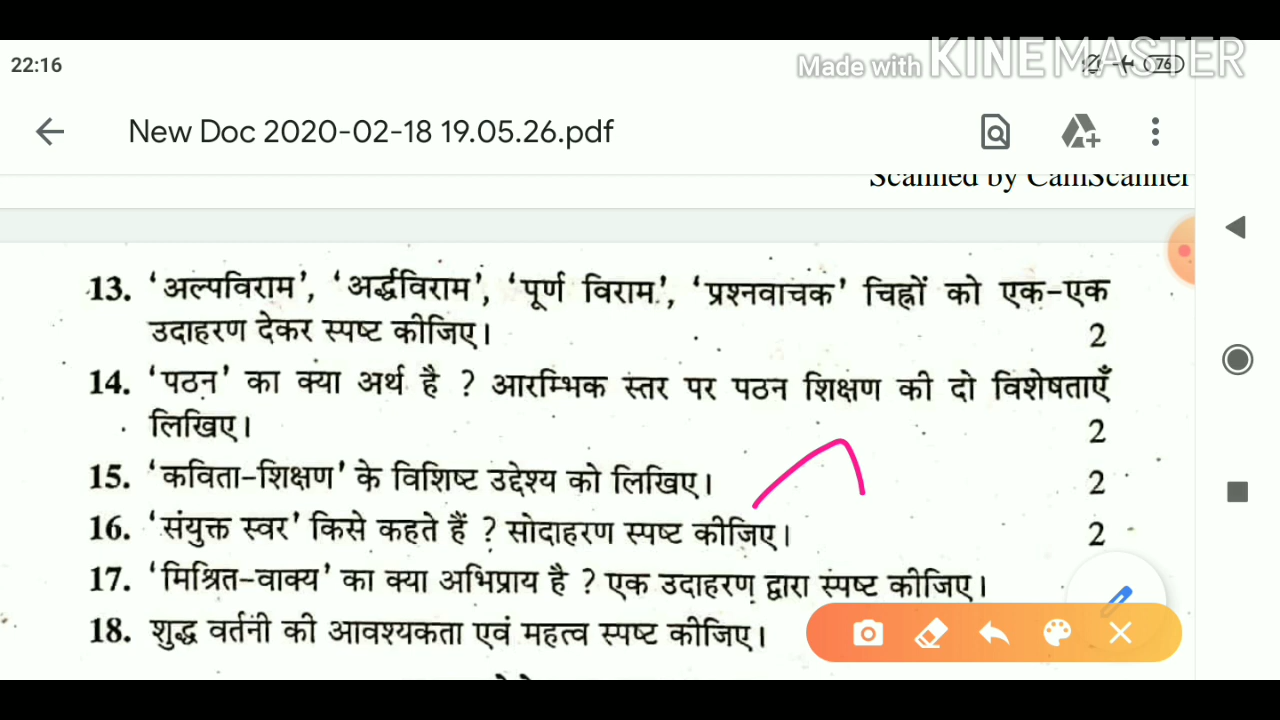 Made with KINEMASTER
22:16
76
New Doc 2020-02-18 19.05.26.pdf
Scanned by CamScanner
13. 'अल्पविराम', 'अर्द्धविराम', 'पूर्ण विराम', 'प्रश्नवाचक' चिह्नों को एक-एक
उदाहरण देकर स्पष्ट कीजिए। 2
14. 'पठन' का क्या अर्थ है ? आरम्भिक स्तर पर पठन शिक्षण की दो विशेषताएँ
लिखिए। 2
15. 'कविता-शिक्षण' के विशिष्ट उद्देश्य को लिखिए। 2
16. 'संयुक्त स्वर' किसे कहते हैं ? सोदाहरण स्पष्ट कीजिए। 2
17. 'मिश्रित-वाक्य' का क्या अभिप्राय है ? एक उदाहरण द्वारा स्पष्ट कीजिए।
18. शुद्ध वर्तनी की आवश्यकता एवं महत्व स्पष्ट कीजिए।